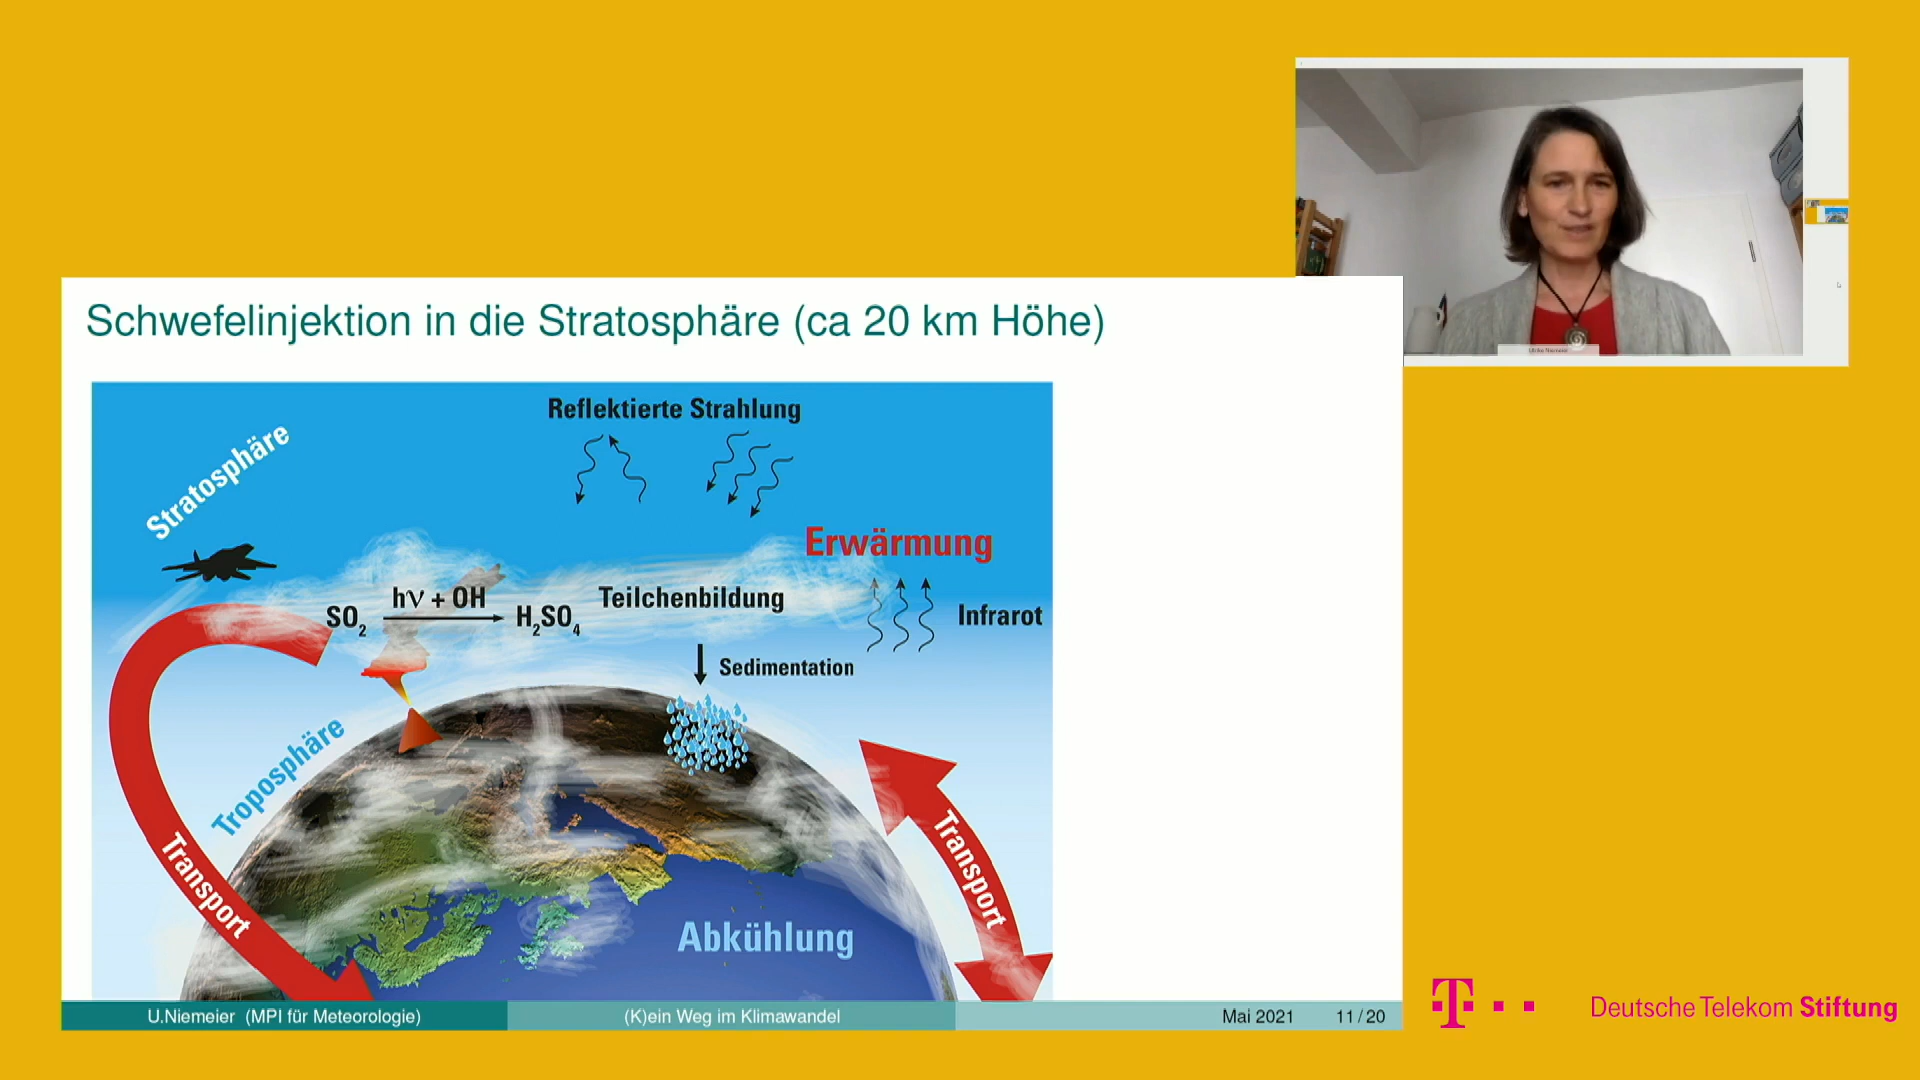 Schwefelinjektion in die Stratosphäre (ca 20 km Höhe)
Reflektierte Strahlung
Stratosphäre
Erwärmung
hν + OH
SO2
H2SO4
Teilchenbildung
Infrarot
Sedimentation
Troposphäre
Transport
Transport
Abkühlung
U.Niemeier (MPI für Meteorologie)
(K)ein Weg im Klimawandel
Mai 2021
11 / 20
Ulrike Niemeier
T
Deutsche Telekom Stiftung